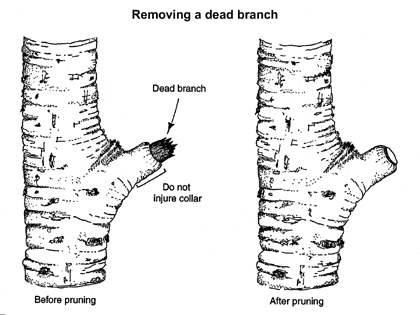 Removing a dead branch
Dead branch
Do not
injure collar
Before pruning
After pruning